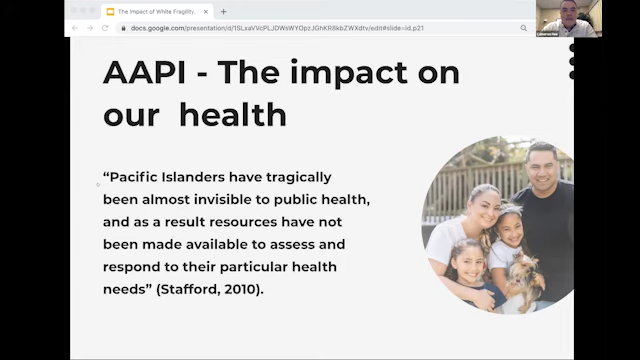 The Impact of White Fragility
docs.google.com/presentation/d/1SLxaVVcPLJDWsWYOpzJGhKR8kbZWXdtv/edit#slide=id.p21
AAPI - The impact on
our health
“Pacific Islanders have tragically
been almost invisible to public health,
and as a result resources have not
been made available to assess and
respond to their particular health
needs” (Stafford, 2010).